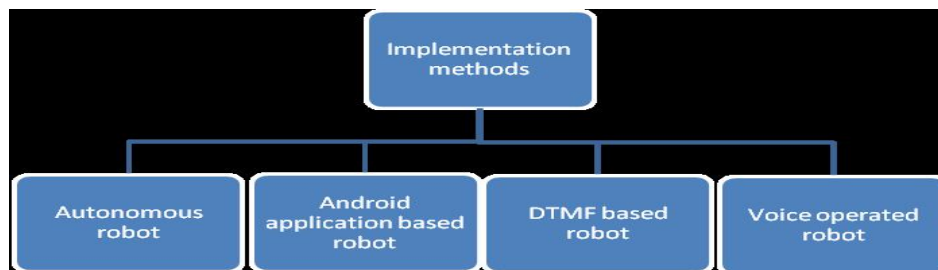 Implementation
methods
Autonomous
robot
Android
application based
robot
DTMF based
robot
Voice operated
robot